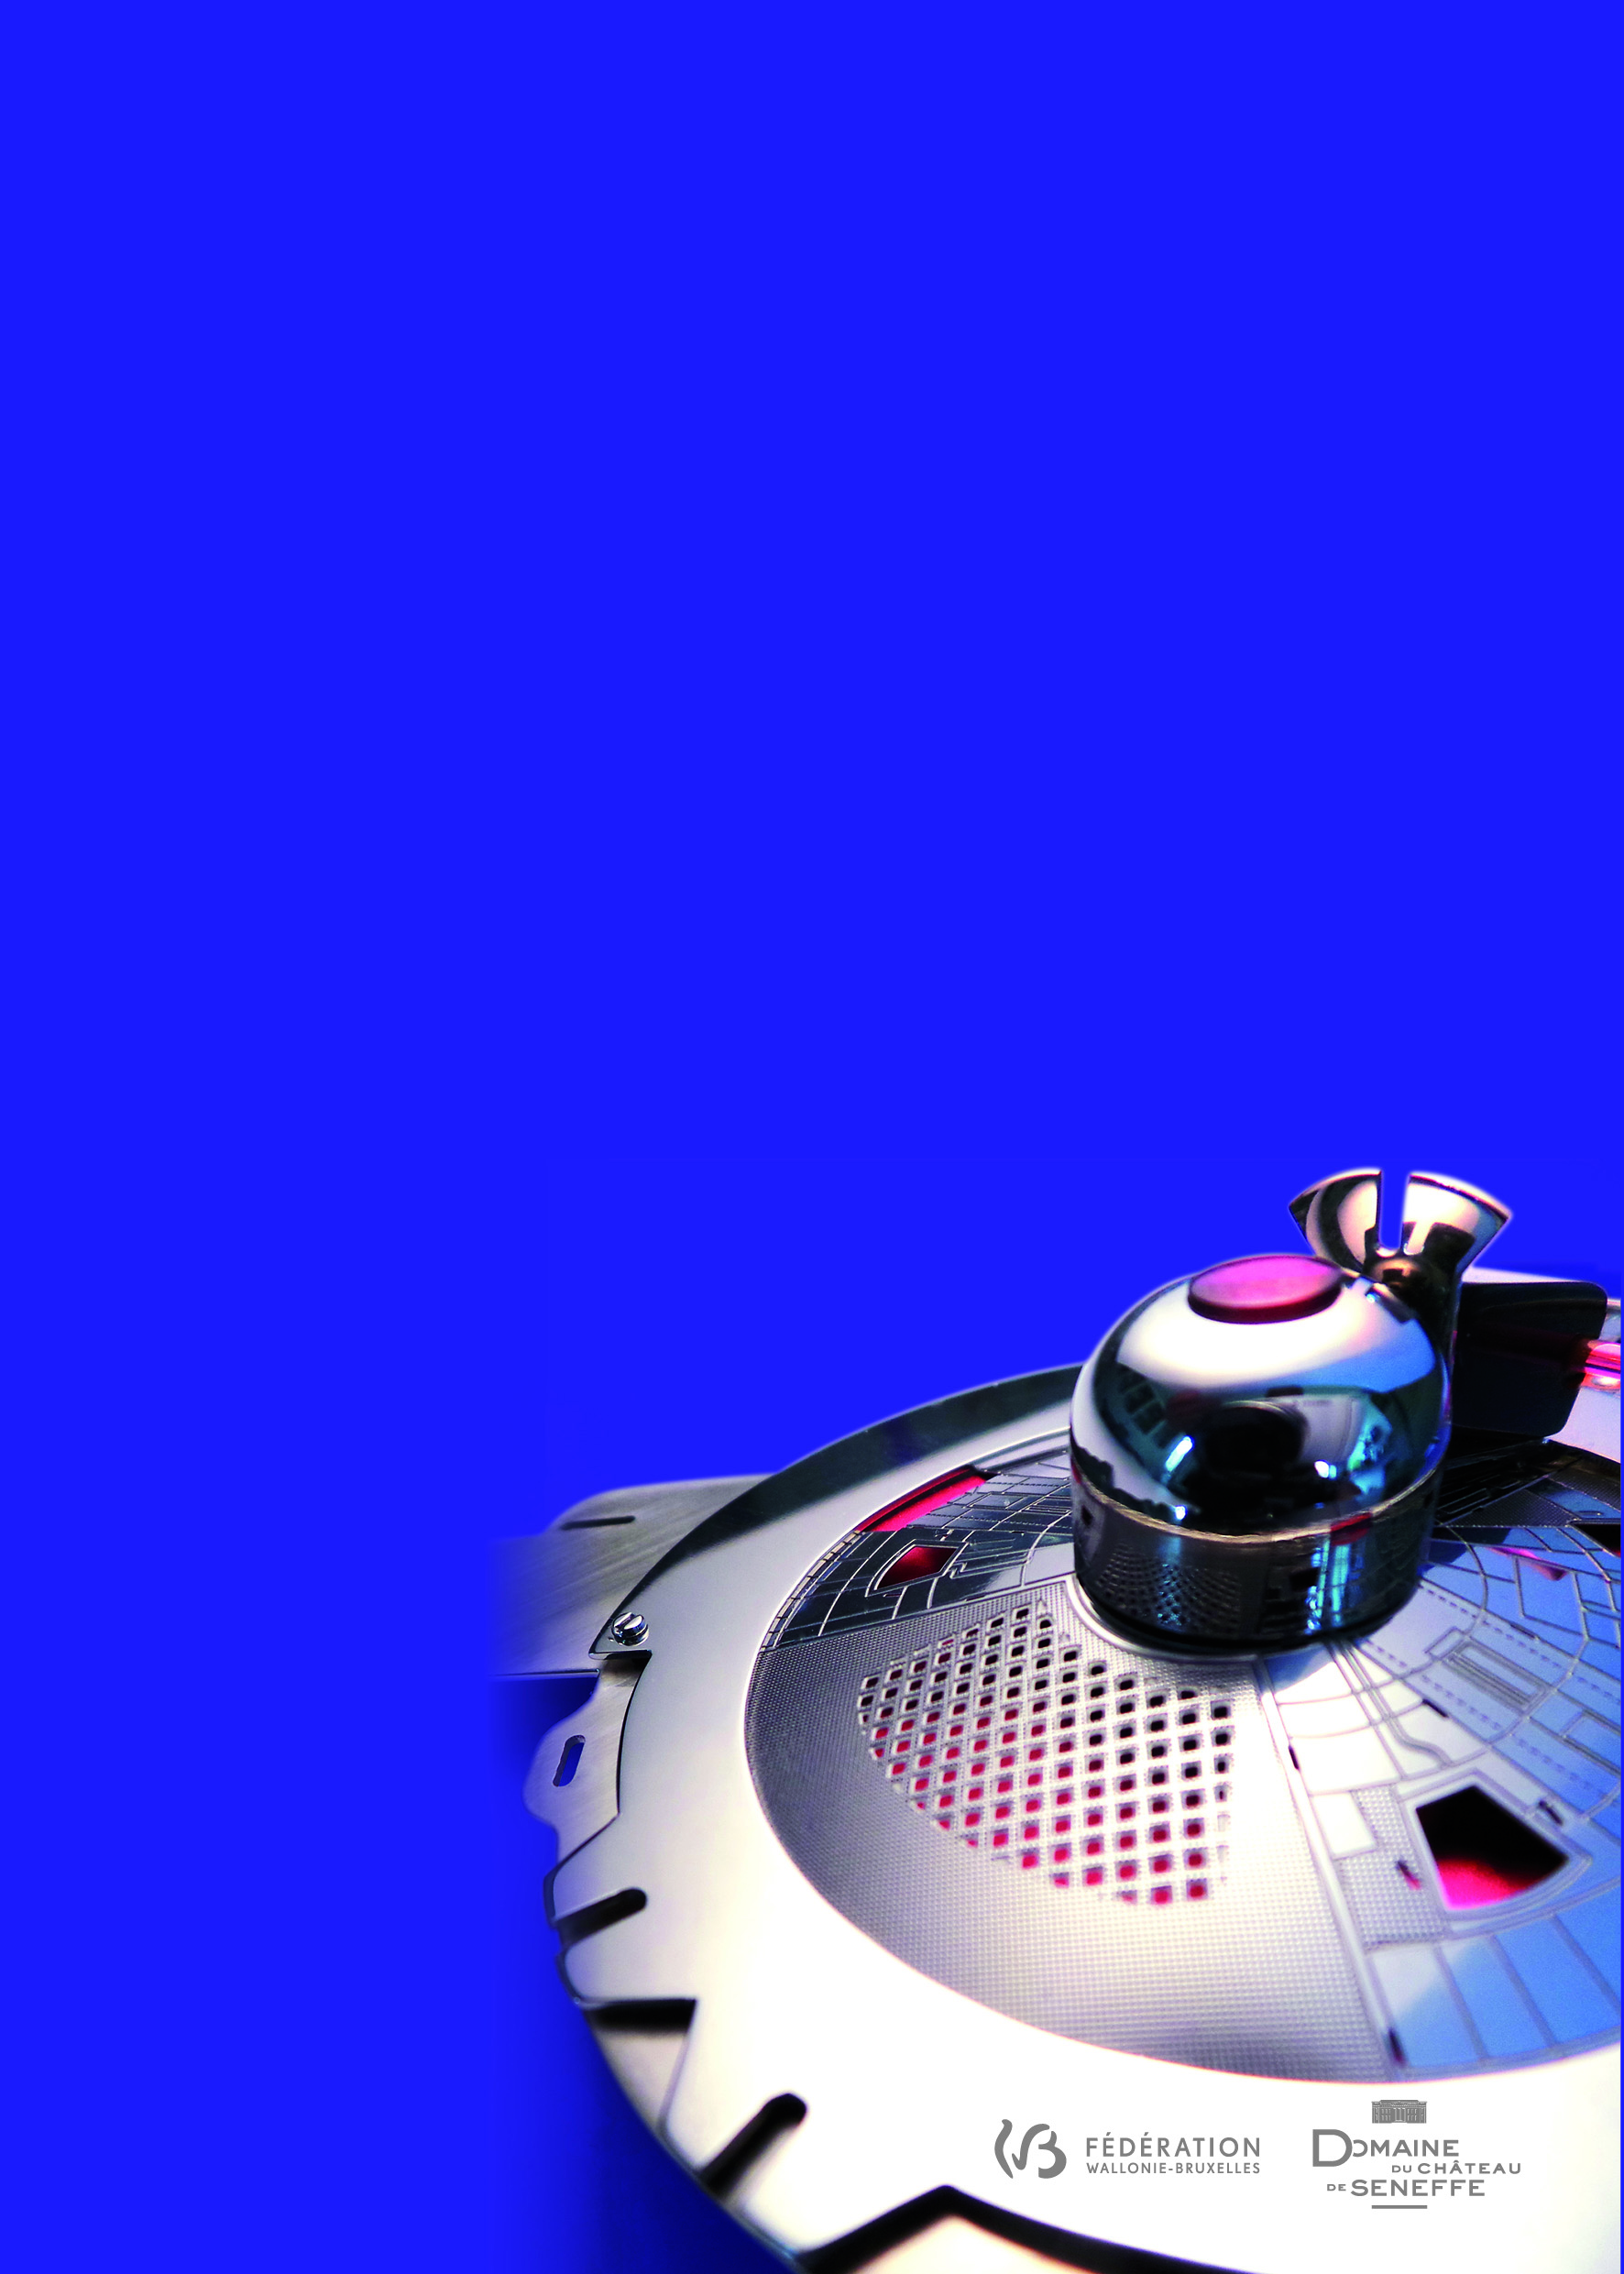 FÉDÉRATION
WALLONIE-BRUXELLES
DOMAINE
DU CHÂTEAU
DE SENEFFE